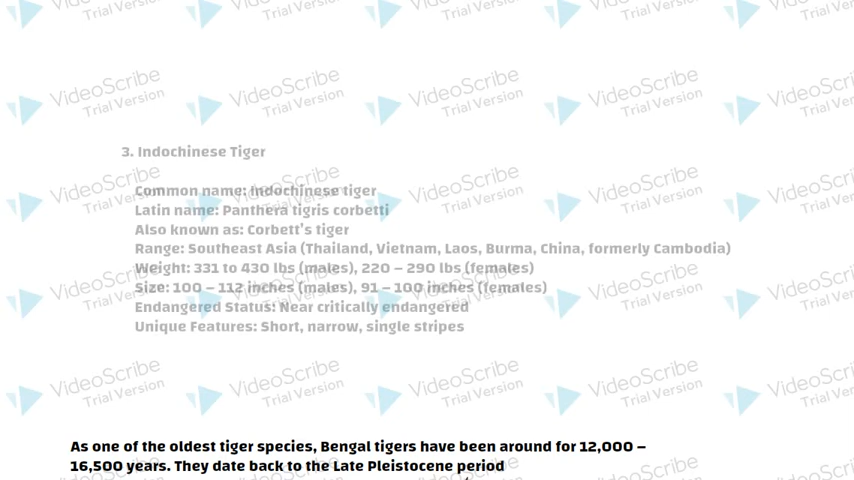 VideoScribe
Trial Version
3. Indochinese Tiger
Common name: Indochinese tiger
Latin name: Panthera tigris corbetti
Also known as: Corbett's tiger
Range: Southeast Asia (Thailand, Vietnam, Laos, Burma, China, formerly Cambodia)
Weight: 331 to 430 lbs (males), 220 – 290 lbs (females)
Size: 100 – 112 inches (males), 91 – 100 inches (females)
Endangered Status: Near critically endangered
Unique Features: Short, narrow, single stripes
As one of the oldest tiger species, Bengal tigers have been around for 12,000 –
16,500 years. They date back to the Late Pleistocene period